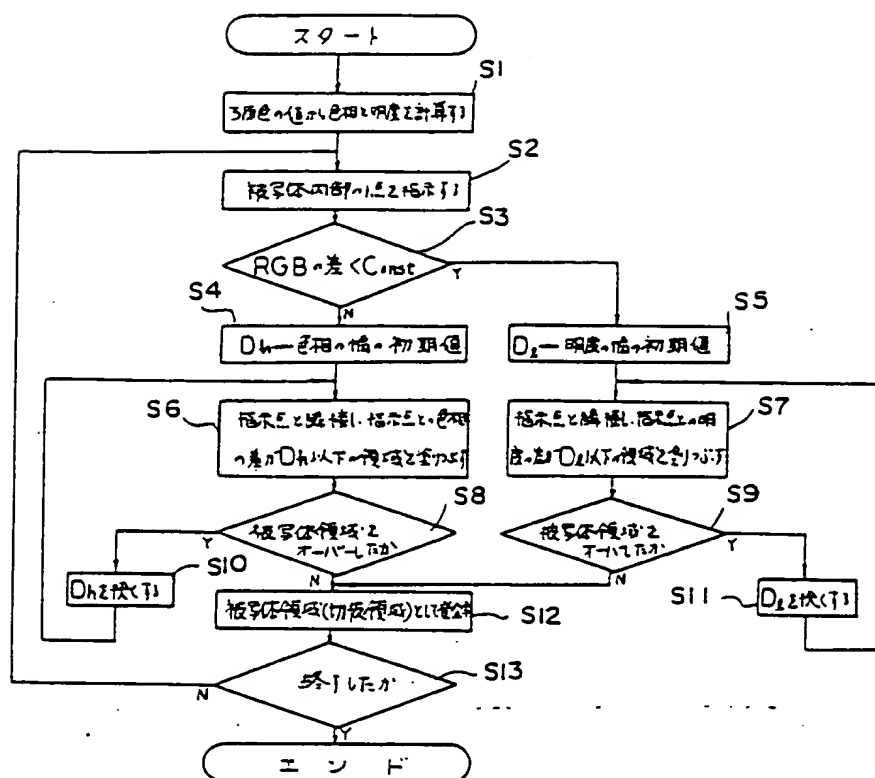 スタート
S1
3原色の値から色相と明度を計算する
S2
被写体内部の1点を指示する
S3
RGBの差<Const
Y
N
S4
Dh←色相の幅の初期値
S5
Dℓ←明度の幅の初期値
S6
指示点と隣接し、指示点との色相
の差がDh以下の領域を塗りつぶす
S7
指示点と隣接し、指示点との明
度の差がDℓ以下の領域を塗りつぶす
S8
被写体領域を
オーバーしたか
Y
N
S9
被写体領域を
オーバーしたか
Y
N
S10
Dhを狭くする
S11
Dℓを狭くする
S12
被写体領域(切抜領域)として
S13
終了したか
N
Y
エンド